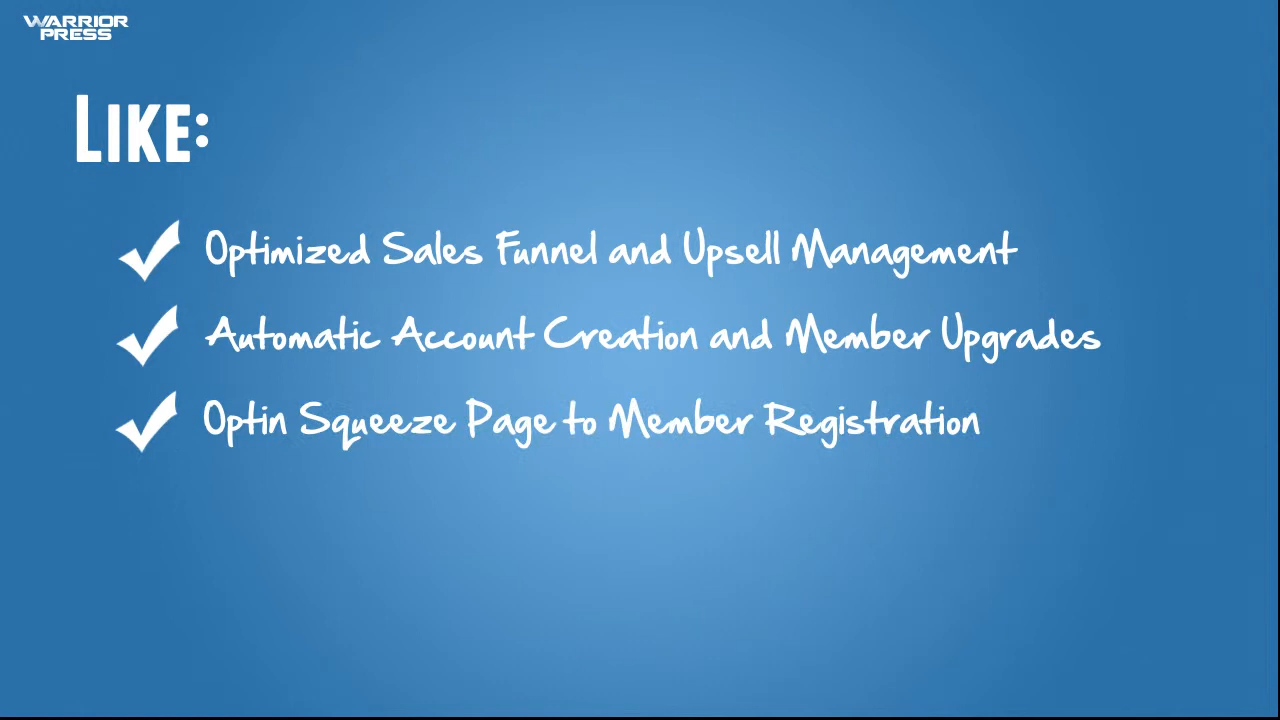 WARRIOR
PRESS
LIKE:
Optimized Sales Funnel and Upsell Management
Automatic Account Creation and Member Upgrades
Optin Squeeze Page to Member Registration